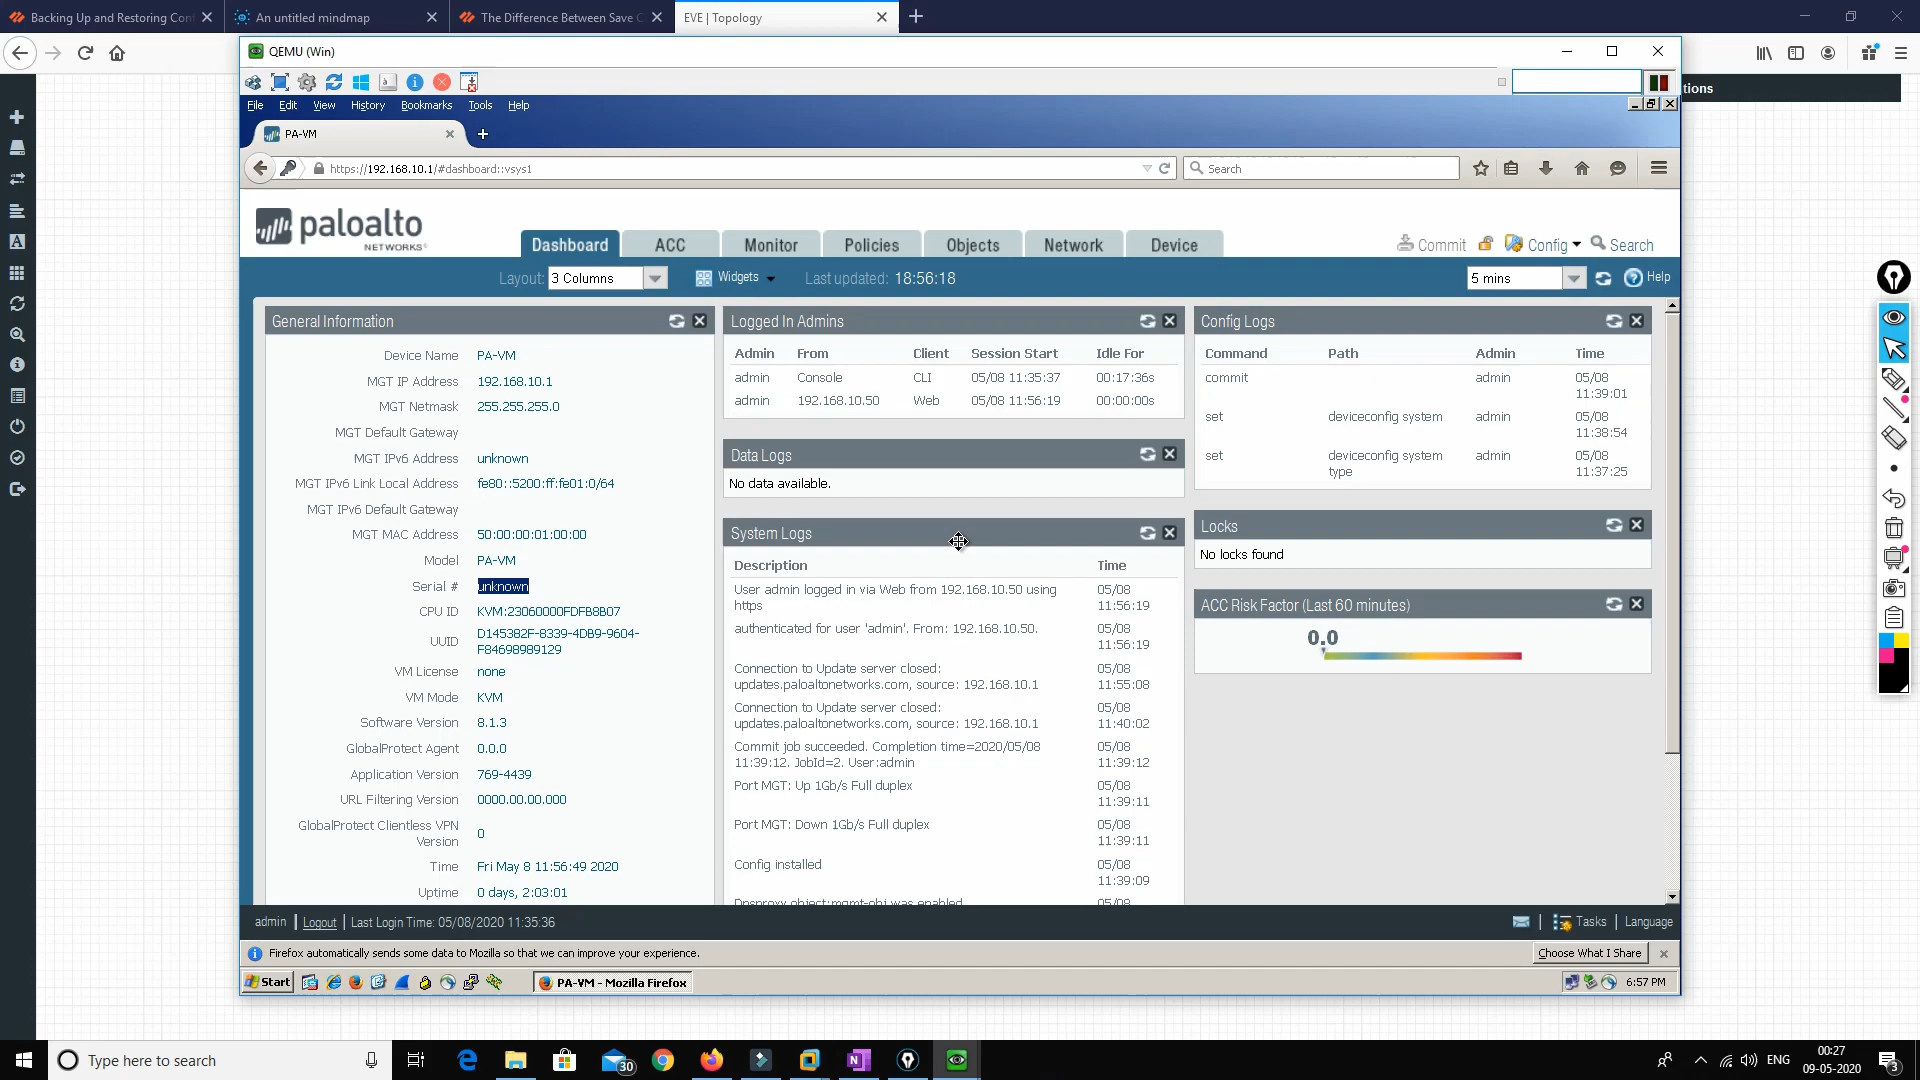 Backing Up and Restoring Conf
An untitled mindmap
The Difference Between Save C
EVE | Topology
QEMU (Win)
tions
File Edit View History Bookmarks Tools Help
PA-VM
https://192.168.10.1/#dashboard::vsys1
Search
paloalto
NETWORKS
Dashboard ACC Monitor Policies Objects Network Device
Commit Config Search
Layout: 3 Columns Widgets Last updated: 18:56:18
5 mins Help
General Information
Device Name PA-VM
MGT IP Address 192.168.10.1
MGT Netmask 255.255.255.0
MGT Default Gateway
MGT IPv6 Address unknown
MGT IPv6 Link Local Address fe80::5200:ff:fe01:0/64
MGT IPv6 Default Gateway
MGT MAC Address 50:00:00:01:00:00
Model PA-VM
Serial # unknown
CPU ID KVM:23060000FDFB8B07
UUID D145382F-8339-4DB9-9604-
F84698989129
VM License none
VM Mode KVM
Software Version 8.1.3
GlobalProtect Agent 0.0.0
Application Version 769-4439
URL Filtering Version 0000.00.00.000
GlobalProtect Clientless VPN
Version 0
Time Fri May 8 11:56:49 2020
Uptime 0 days, 2:03:01
Logged In Admins
Admin From Client Session Start Idle For
admin Console CLI 05/08 11:35:37 00:17:36s
admin 192.168.10.50 Web 05/08 11:56:19 00:00:00s
Data Logs
No data available.
System Logs
Description Time
User admin logged in via Web from 192.168.10.50 using 05/08
https 11:56:19
authenticated for user 'admin'. From: 192.168.10.50. 05/08
11:56:19
Connection to Update server closed: 05/08
updates.paloaltonetworks.com, source: 192.168.10.1 11:55:08
Connection to Update server closed: 05/08
updates.paloaltonetworks.com, source: 192.168.10.1 11:40:02
Commit job succeeded. Completion time=2020/05/08 05/08
11:39:12. JobId=2. User:admin 11:39:12
Port MGT: Up 1Gb/s Full duplex 05/08
11:39:11
Port MGT: Down 1Gb/s Full duplex 05/08
11:39:11
Config installed 05/08
11:39:09
Dnsproxy object:mgmt-obj was enabled 05/08
Config Logs
Command Path Admin Time
commit admin 05/08
11:39:01
set deviceconfig system admin 05/08
11:38:54
set deviceconfig system admin 05/08
type 11:37:25
Locks
No locks found
ACC Risk Factor (Last 60 minutes)
0.0
admin | Logout | Last Login Time: 05/08/2020 11:35:36
Tasks | Language
Firefox automatically sends some data to Mozilla so that we can improve your experience.
Choose What I Share
Start
PA-VM - Mozilla Firefox
6:57 PM
Type here to search
30
ENG
00:27
09-05-2020
3